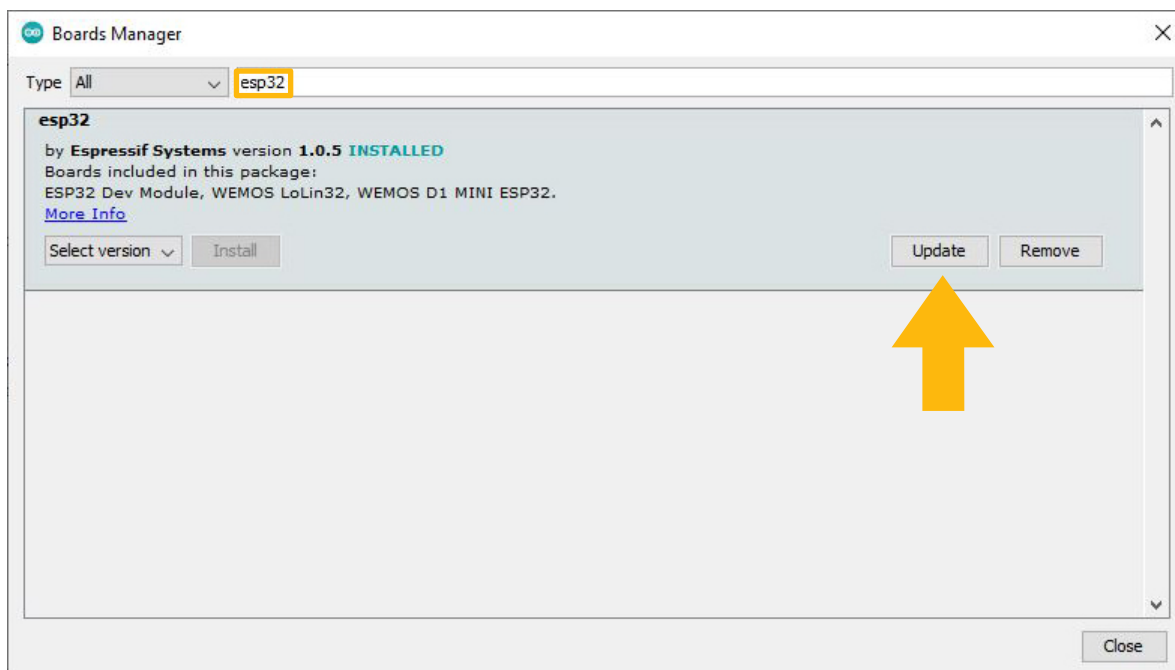 Boards Manager
Type All esp32
esp32
by Espressif Systems version 1.0.5 INSTALLED
Boards included in this package:
ESP32 Dev Module, WEMOS LoLin32, WEMOS D1 MINI ESP32.
More Info
Select version Install Update Remove
Close